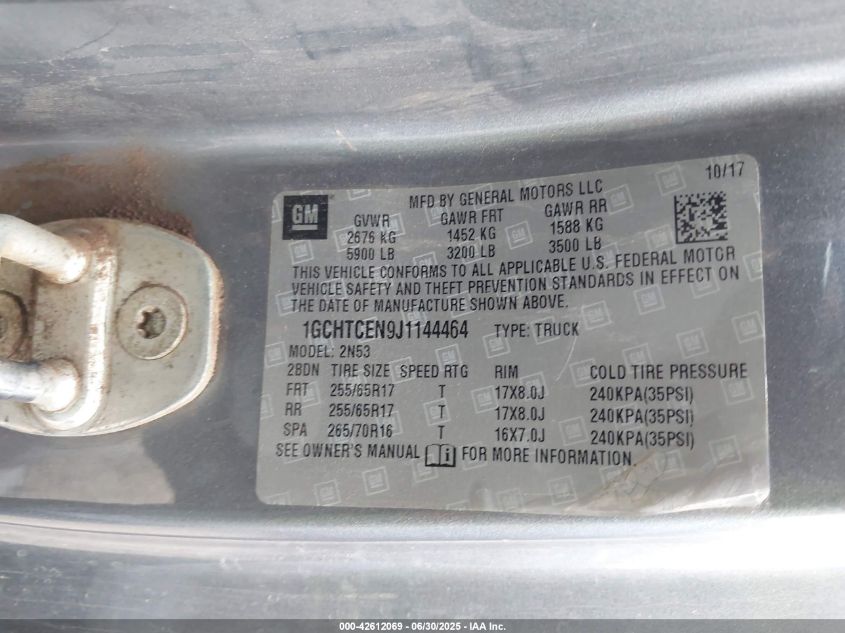 10/17
MFD BY GENERAL MOTORS LLC
GM GVWR GAWR FRT GAWR RR
2676 KG 1452 KG 1588 KG
5900 LB 3200 LB 3500 LB
THIS VEHICLE CONFORMS TO ALL APPLICABLE U.S. FEDERAL MOTOR
VEHICLE SAFETY AND THEFT PREVENTION STANDARDS IN EFFECT ON
THE DATE OF MANUFACTURE SHOWN ABOVE.
1GCHTCEN9J1144464 TYPE: TRUCK
MODEL: 2N53
2BDN TIRE SIZE SPEED RTG RIM COLD TIRE PRESSURE
FRT 255/65R17 T 17X8.0J 240KPA(35PSI)
RR 255/65R17 T 17X8.0J 240KPA(35PSI)
SPA 265/70R16 T 16X7.0J 240KPA(35PSI)
SEE OWNER'S MANUAL FOR MORE INFORMATION.
000-42612069 - 06/30/2025 - IAA Inc.